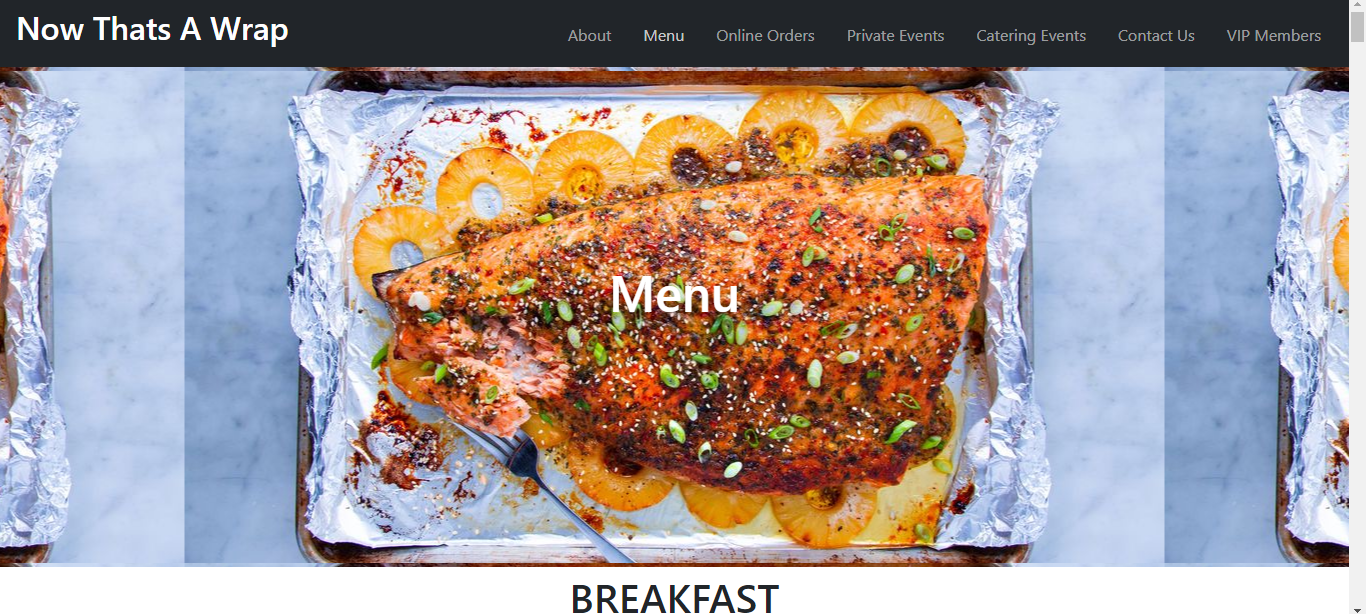 Now Thats A Wrap
About Menu Online Orders Private Events Catering Events Contact Us VIP Members
Menu
BREAKFAST